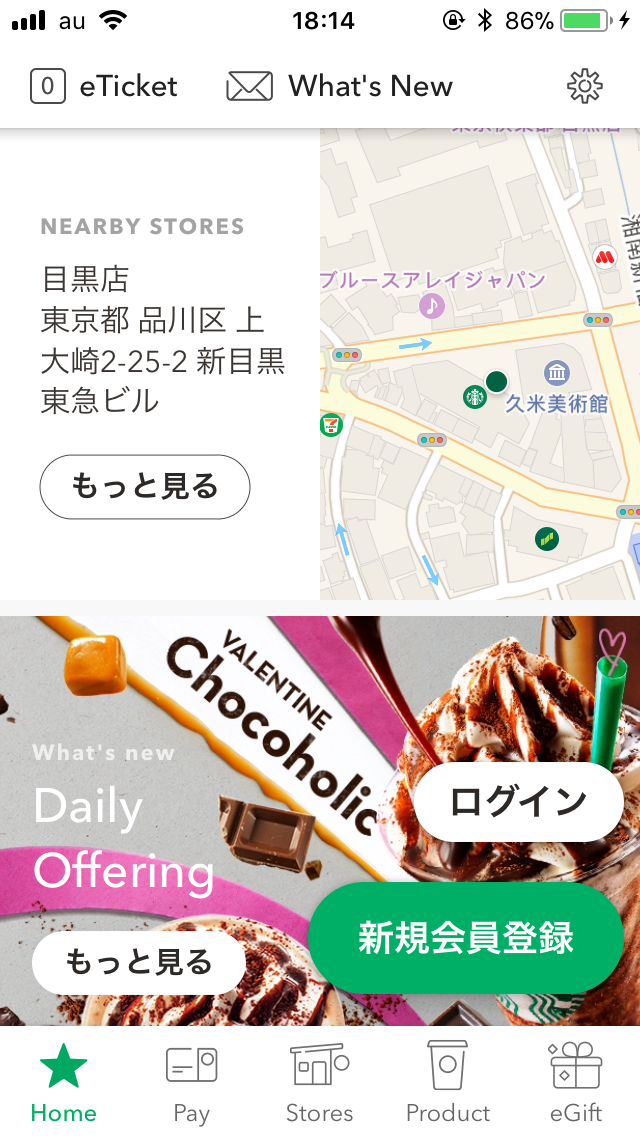 au
18:14
86%
0 eTicket
What's New
NEARBY STORES
目黒店
東京都 品川区 上
大崎2-25-2 新目黒
東急ビル
もっと見る
ブルースアレイジャパン
久米美術館
VALENTINE
Chocoholic
What's new
Daily
Offering
もっと見る
ログイン
新規会員登録
Home
Pay
Stores
Product
eGift